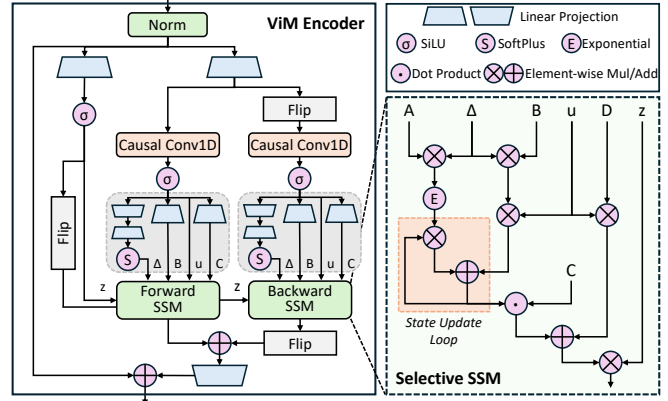 ViM Encoder
Norm
σ
Flip
Causal Conv1D
Causal Conv1D
σ
σ
Flip
S
Δ
B
u
C
S
Δ
B
u
C
z
Forward
SSM
z
Backward
SSM
Flip
Linear Projection
σ SiLU
S SoftPlus
E Exponential
Dot Product
Element-wise Mul/Add
A
Δ
B
u
D
z
E
C
State Update
Loop
Selective SSM